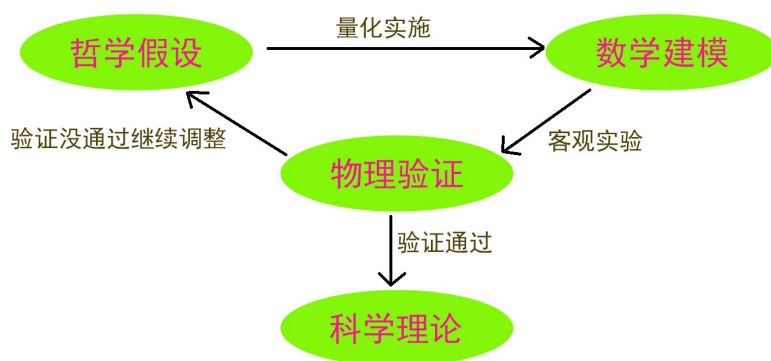 哲学假设
量化实施
数学建模
验证没通过继续调整
客观实验
物理验证
验证通过
科学理论